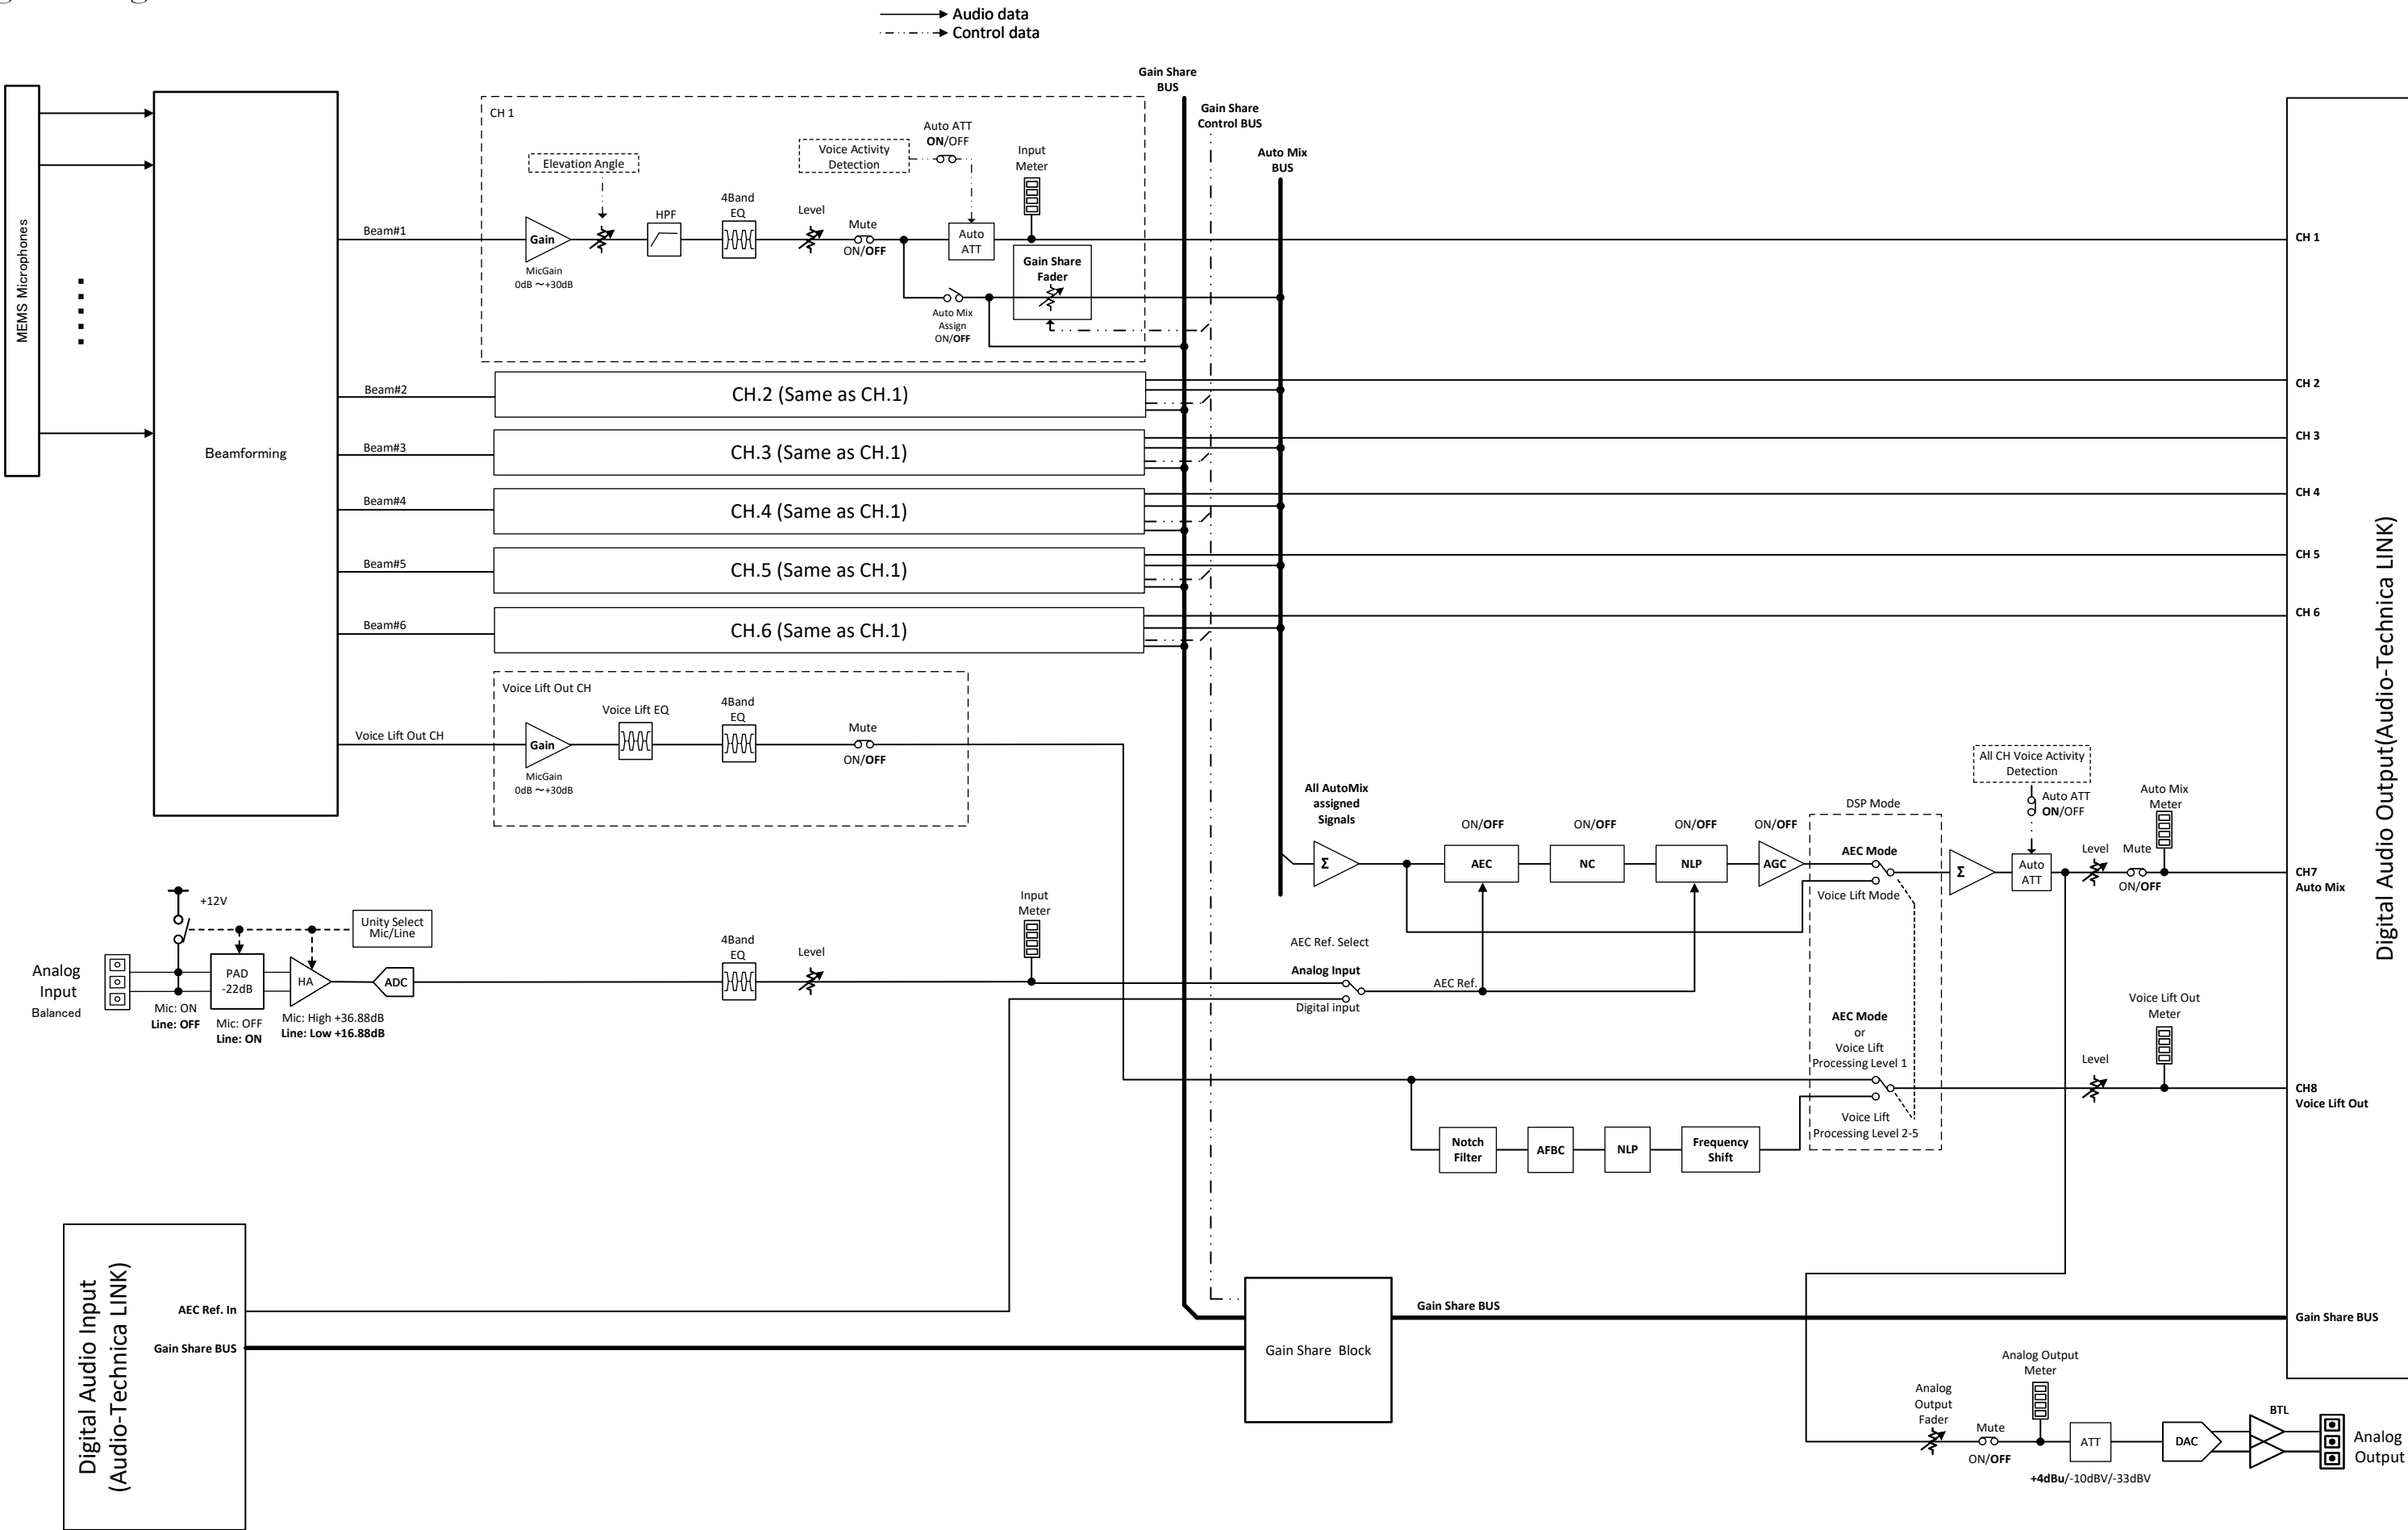 Audio data
Control data
Gain Share
BUS
Gain Share
Control BUS
Auto Mix
BUS
MEMS Microphones
Beamforming
CH 1
Elevation Angle
Voice Activity
Detection
Auto ATT
ON/OFF
Input
Meter
Beam#1
Gain
MicGain
0dB ~+30dB
HPF
4Band
EQ
Level
Mute
ON/OFF
Auto
ATT
Gain Share
Fader
Auto Mix
Assign
ON/OFF
CH 1
Beam#2
CH.2 (Same as CH.1)
CH 2
Beam#3
CH.3 (Same as CH.1)
CH 3
Beam#4
CH.4 (Same as CH.1)
CH 4
Beam#5
CH.5 (Same as CH.1)
CH 5
Beam#6
CH.6 (Same as CH.1)
CH 6
Digital Audio Output(Audio-Technica LINK)
Voice Lift Out CH
Voice Lift Out CH
Gain
MicGain
0dB ~+30dB
Voice Lift EQ
4Band
EQ
Mute
ON/OFF
All AutoMix
assigned
Signals
Σ
ON/OFF
AEC
ON/OFF
NC
ON/OFF
NLP
ON/OFF
AGC
DSP Mode
AEC Mode
Voice Lift Mode
Σ
All CH Voice Activity
Detection
Auto ATT
ON/OFF
Auto
ATT
Level
Mute
ON/OFF
Auto Mix
Meter
CH7
Auto Mix
+12V
Unity Select
Mic/Line
Analog
Input
Balanced
PAD
-22dB
HA
ADC
Mic: ON
Line: OFF
Mic: OFF
Line: ON
Mic: High +36.88dB
Line: Low +16.88dB
4Band
EQ
Level
Input
Meter
AEC Ref. Select
Analog Input
Digital input
AEC Ref.
AEC Mode
or
Voice Lift
Processing Level 1
Voice Lift
Processing Level 2-5
Notch
Filter
AFBC
NLP
Frequency
Shift
Level
Voice Lift Out
Meter
CH8
Voice Lift Out
Digital Audio Input
(Audio-Technica LINK)
AEC Ref. In
Gain Share BUS
Gain Share Block
Gain Share BUS
Gain Share BUS
Analog
Output
Fader
Mute
ON/OFF
Analog Output
Meter
ATT
+4dBu/-10dBV/-33dBV
DAC
BTL
Analog
Output